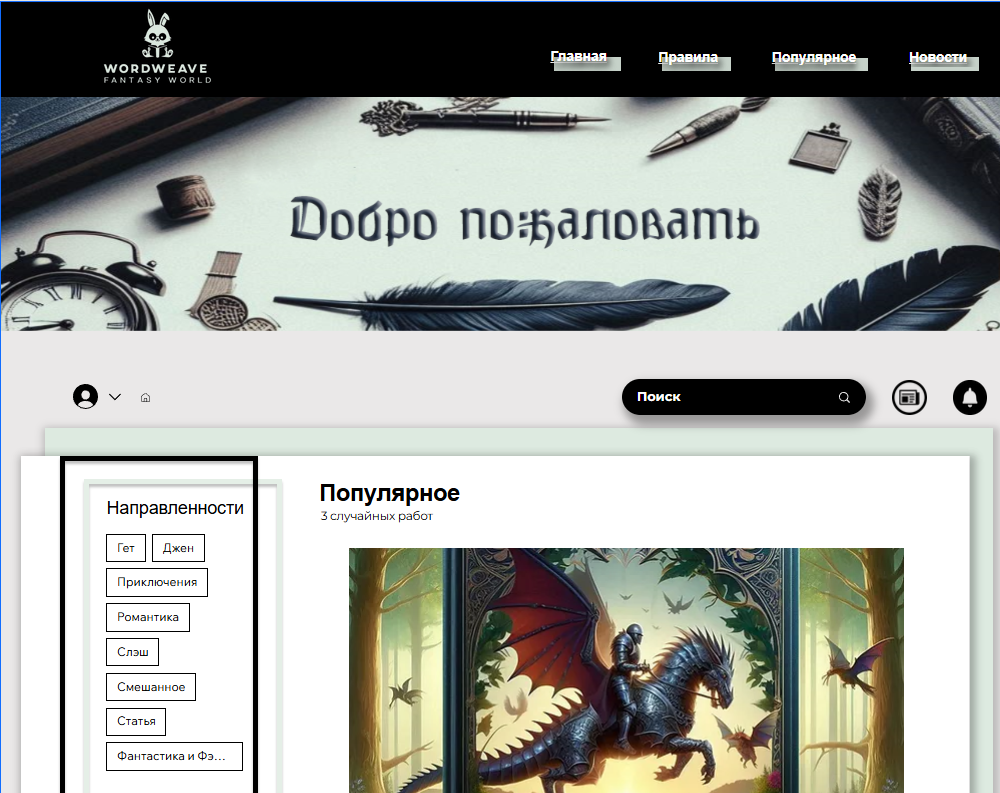 WORDWEAVE
FANTASY WORLD
Главная Правила Популярное Новости
Добро пожаловать
Поиск
Направленности
Гет Джен
Приключения
Романтика
Слэш
Смешанное
Статья
Фантастика и Фэ...
Популярное
3 случайных работ